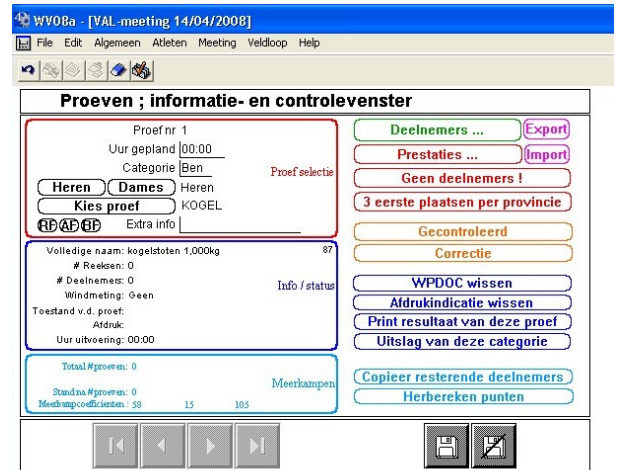 WV08a - [VAL-meeting 14/04/2008]
File Edit Algemeen Atleten Meeting Veldloop Help
Proeven ; informatie- en controlevenster
Proef nr 1
Uur gepland 00:00
Categorie Ben
Proef selectie
Heren Dames Heren
Kies proef KOGEL
RF AF BF Extra info
Deelnemers ... Export
Prestaties ... Import
Geen deelnemers !
3 eerste plaatsen per provincie
Gecontroleerd
Correctie
Volledige naam: kogelstoten 1,000kg 87
# Reeksen: 0
# Deelnemers: 0
Info / status
Windmeting: Geen
Toestand v.d. proef:
Afdruk:
Uur uitvoering: 00:00
WPDOC wissen
Afdrukindicatie wissen
Print resultaat van deze proef
Uitslag van deze categorie
Totaal #proeven: 0
Meerkampen
Stand na #proeven: 0
Meerkampcoefficienten : 58 15 105
Copieer resterende deelnemers
Herbereken punten